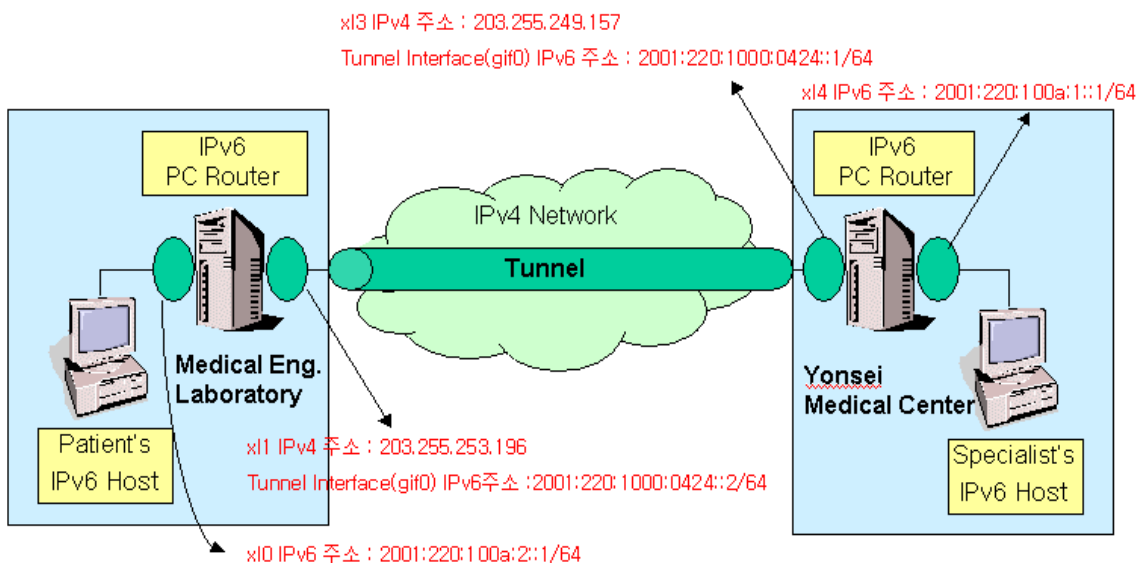 xl3 IPv4 주소 : 203.255.249.157
Tunnel Interface(gif0) IPv6 주소 : 2001:220:1000:0424::1/64
xl4 IPv6 주소 : 2001:220:100a:1::1/64
IPv6
PC Router
IPv6
PC Router
IPv4 Network
Tunnel
Medical Eng.
Laboratory
Yonsei
Medical Center
Patient's
IPv6 Host
Specialist's
IPv6 Host
xl1 IPv4 주소 : 203.255.253.196
Tunnel Interface(gif0) IPv6주소 :2001:220:1000:0424::2/64
xl0 IPv6 주소 : 2001:220:100a:2::1/64